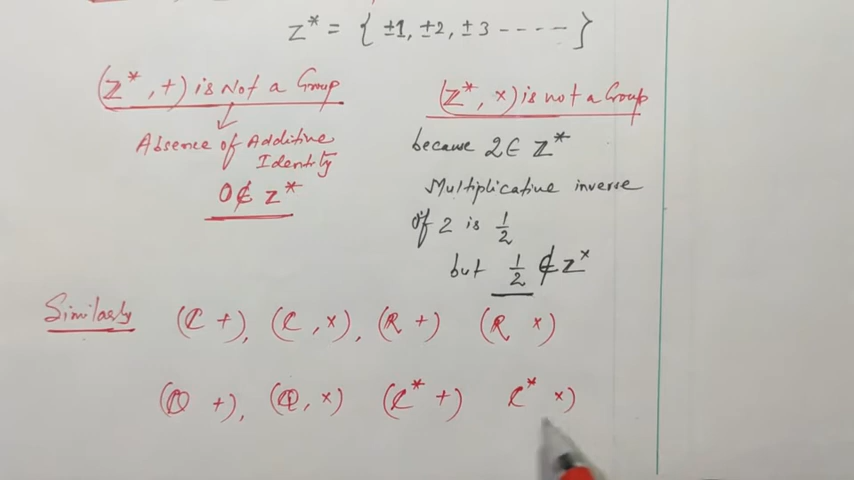 Z* = { ±1, ±2, ±3 ----- }
(Z*, +) is Not a Group
Absence of Additive
Identity
0∉ Z*
(Z*, ×) is not a Group
because 2∈ Z*
Multiplicative inverse
of 2 is 1/2
but 1/2 ∉ Z*
Similarly (ℂ +), (ℂ, ×), (ℝ +) (ℝ ×)
(ℚ +), (ℚ, ×) (ℂ* +) ℂ* ×)